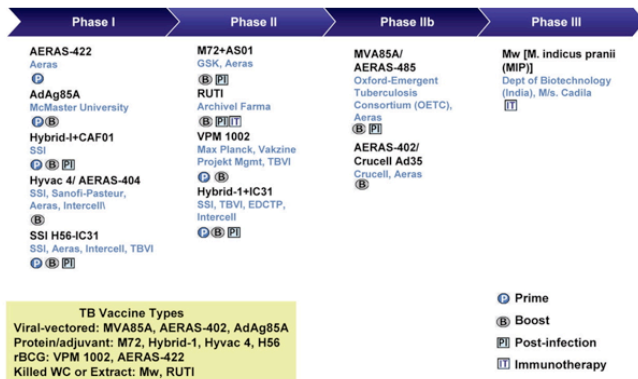 Phase I
Phase II
Phase IIb
Phase III
AERAS-422
Aeras
P
AdAg85A
McMaster University
P B
Hybrid-I+CAF01
SSI
P B PI
Hyvac 4/ AERAS-404
SSI, Sanofi-Pasteur,
Aeras, Intercell\
B
SSI H56-IC31
SSI, Aeras, Intercell, TBVI
P B PI
M72+AS01
GSK, Aeras
B PI
RUTI
Archivel Farma
B PI IT
VPM 1002
Max Planck, Vakzine
Projekt Mgmt, TBVI
P B
Hybrid-1+IC31
SSI, TBVI, EDCTP,
Intercell
P B PI
MVA85A/
AERAS-485
Oxford-Emergent
Tuberculosis
Consortium (OETC),
Aeras
B PI
AERAS-402/
Crucell Ad35
Crucell, Aeras
B
Mw [M. indicus pranii
(MIP)]
Dept of Biotechnology
(India), M/s. Cadila
IT
TB Vaccine Types
Viral-vectored: MVA85A, AERAS-402, AdAg85A
Protein/adjuvant: M72, Hybrid-1, Hyvac 4, H56
rBCG: VPM 1002, AERAS-422
Killed WC or Extract: Mw, RUTI
P Prime
B Boost
PI Post-infection
IT Immunotherapy